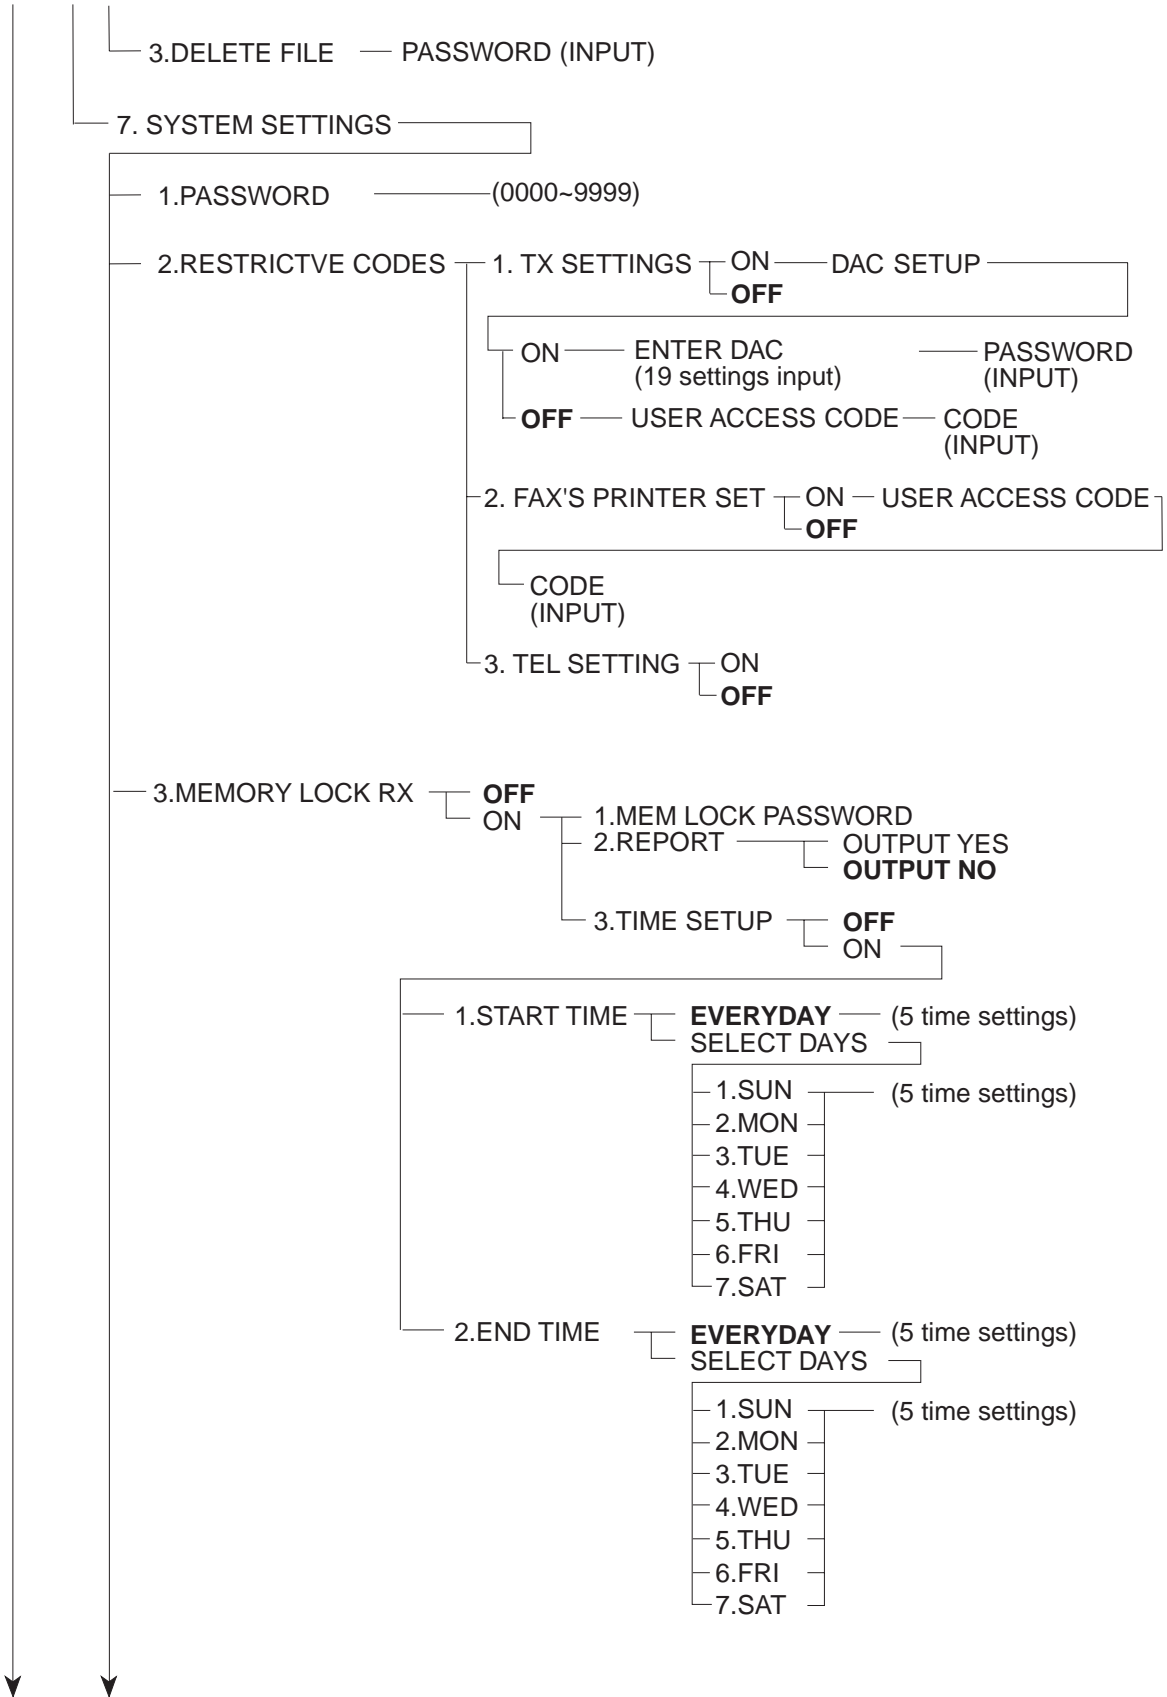 3.DELETE FILE PASSWORD (INPUT)
7. SYSTEM SETTINGS
1.PASSWORD (0000~9999)
2.RESTRICTVE CODES 1. TX SETTINGS ON DAC SETUP
OFF
ON ENTER DAC PASSWORD
(19 settings input) (INPUT)
OFF USER ACCESS CODE CODE
(INPUT)
2. FAX'S PRINTER SET ON USER ACCESS CODE
OFF
CODE
(INPUT)
3. TEL SETTING ON
OFF
3.MEMORY LOCK RX OFF
ON 1.MEM LOCK PASSWORD
2.REPORT OUTPUT YES
OUTPUT NO
3.TIME SETUP OFF
ON
1.START TIME EVERYDAY (5 time settings)
SELECT DAYS
1.SUN (5 time settings)
2.MON
3.TUE
4.WED
5.THU
6.FRI
7.SAT
2.END TIME EVERYDAY (5 time settings)
SELECT DAYS
1.SUN (5 time settings)
2.MON
3.TUE
4.WED
5.THU
6.FRI
7.SAT